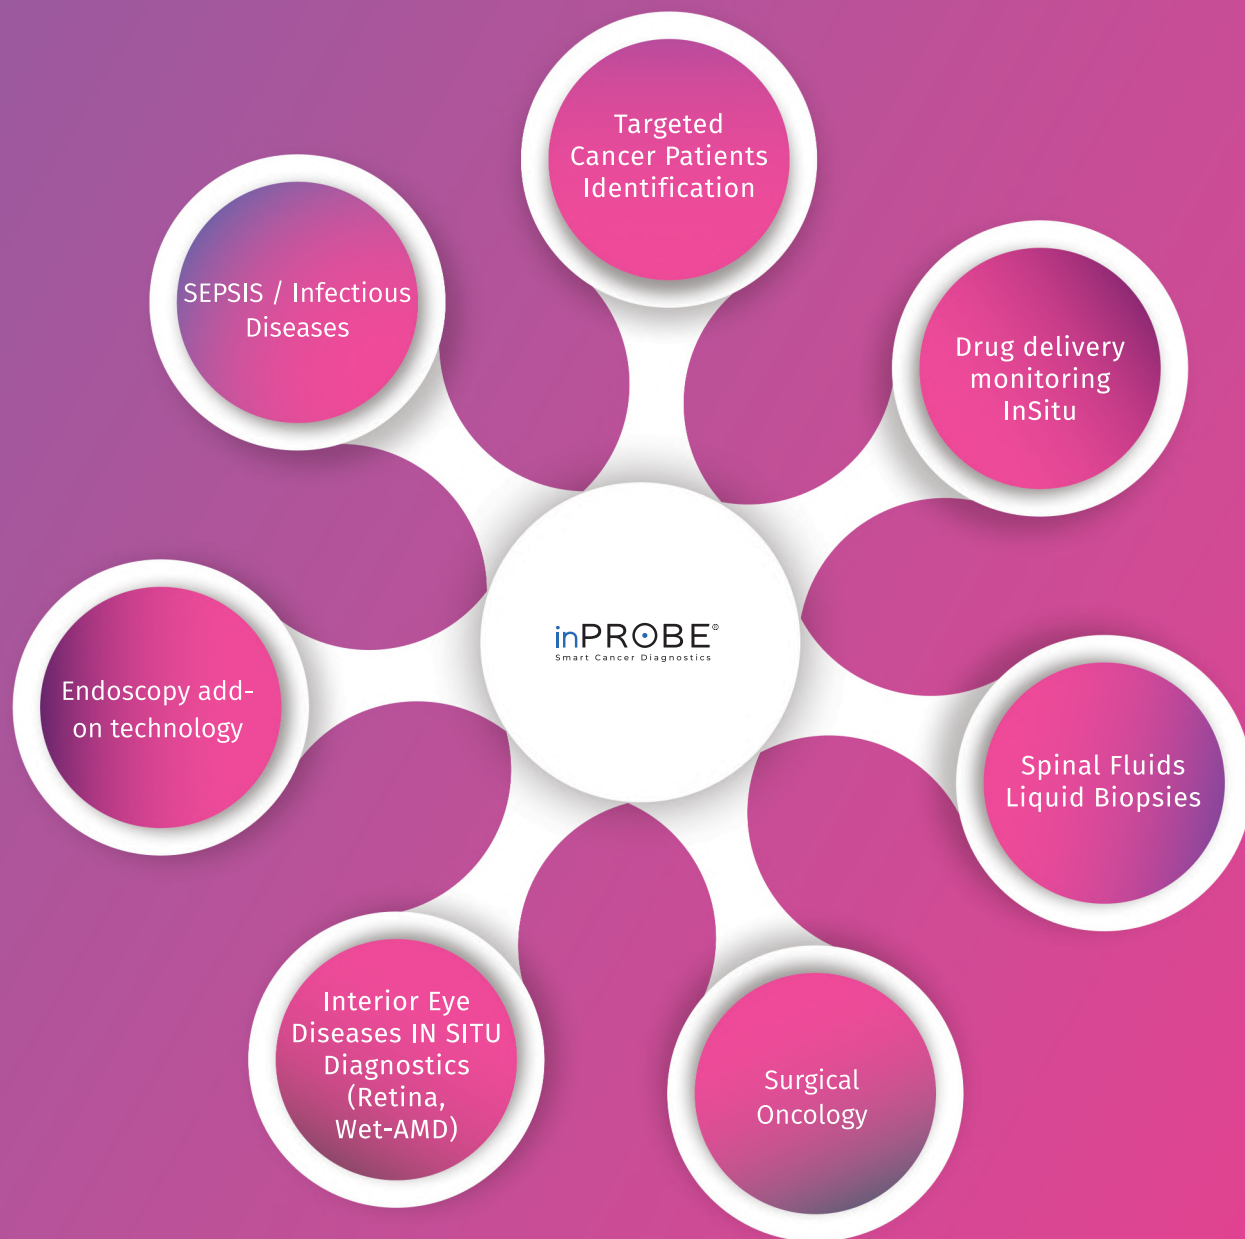 Targeted
Cancer Patients
Identification
SEPSIS / Infectious
Diseases
Drug delivery
monitoring
InSitu
inPROBE®
Smart Cancer Diagnostics
Endoscopy add-
on technology
Spinal Fluids
Liquid Biopsies
Interior Eye
Diseases IN SITU
Diagnostics
(Retina,
Wet-AMD)
Surgical
Oncology